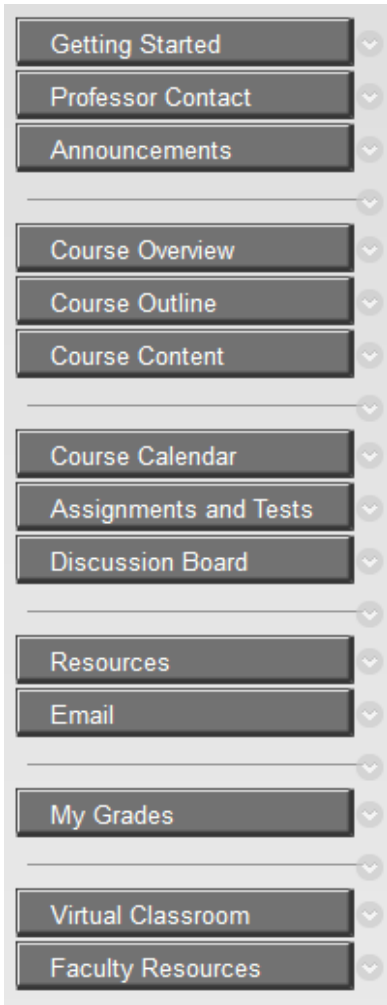 Getting Started
Professor Contact
Announcements
Course Overview
Course Outline
Course Content
Course Calendar
Assignments and Tests
Discussion Board
Resources
Email
My Grades
Virtual Classroom
Faculty Resources